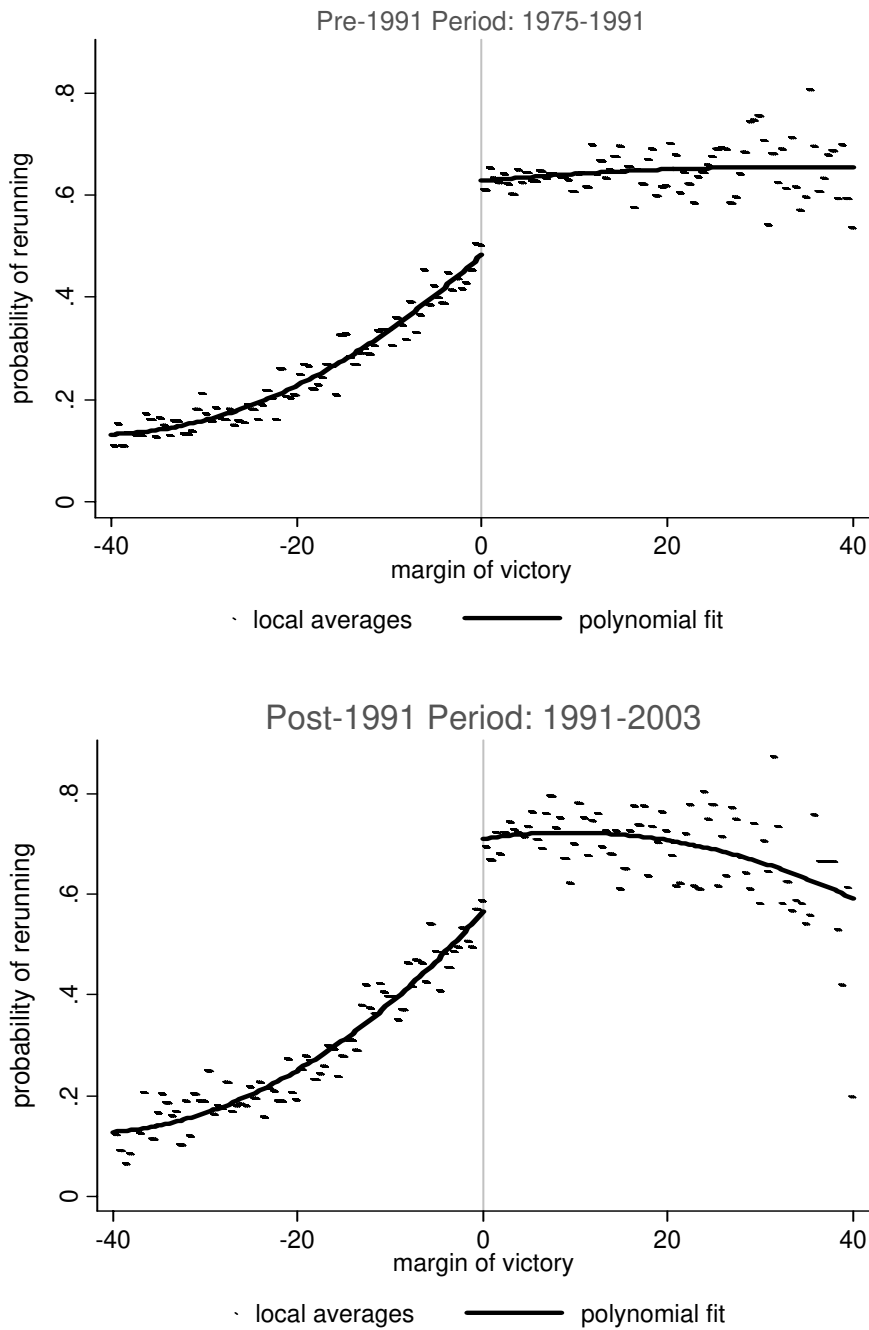 Pre-1991 Period: 1975-1991
probability of rerunning
.8
.6
.4
.2
0
-40 -20 0 20 40
margin of victory
local averages polynomial fit
Post-1991 Period: 1991-2003
probability of rerunning
.8
.6
.4
.2
0
-40 -20 0 20 40
margin of victory
local averages polynomial fit